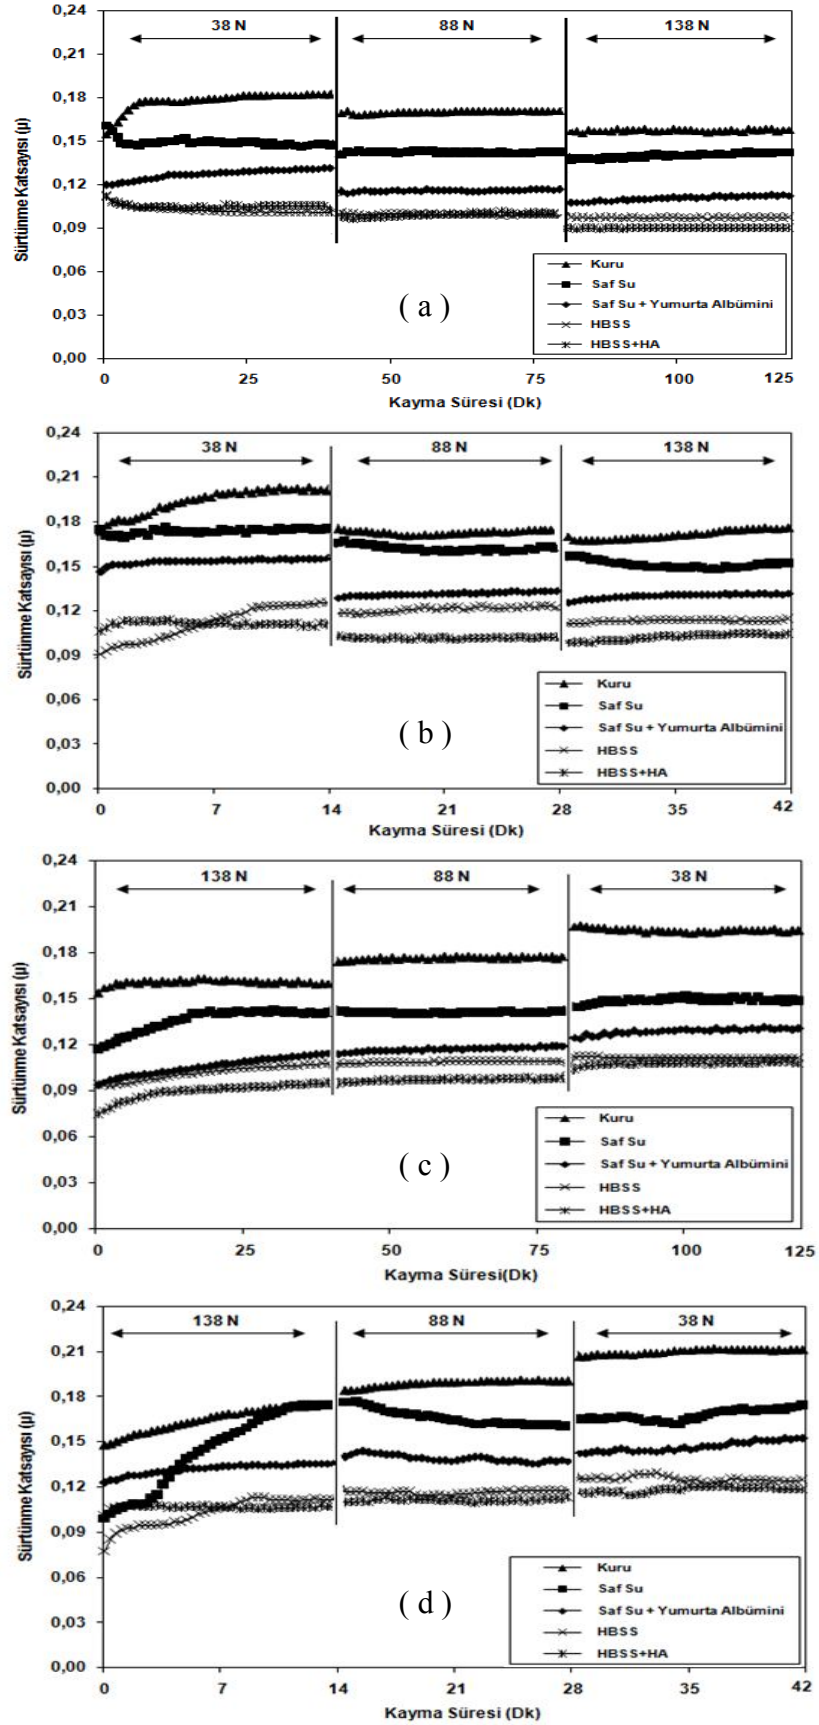 0,24
38 N 88 N 138 N
0,21
0,18
0,15
0,12
0,09
0,06
0,03
0,00
Sürtünme Katsayısı (µ)
( a )
Kuru
Saf Su
Saf Su + Yumurta Albümini
HBSS
HBSS+HA
0 25 50 75 100 125
Kayma Süresi (Dk)
0,24
38 N 88 N 138 N
0,21
0,18
0,15
0,12
0,09
0,06
0,03
0,00
Sürtünme Katsayısı (µ)
( b )
Kuru
Saf Su
Saf Su + Yumurta Albümini
HBSS
HBSS+HA
0 7 14 21 28 35 42
Kayma Süresi (Dk)
0,24
138 N 88 N 38 N
0,21
0,18
0,15
0,12
0,09
0,06
0,03
0,00
Sürtünme Katsayısı (µ)
( c )
Kuru
Saf Su
Saf Su + Yumurta Albümini
HBSS
HBSS+HA
0 25 50 75 100 125
Kayma Süresi(Dk)
0,24
138 N 88 N 38 N
0,21
0,18
0,15
0,12
0,09
0,06
0,03
0,00
Sürtünme Katsayısı (µ)
( d )
Kuru
Saf Su
Saf Su + Yumurta Albümini
HBSS
HBSS+HA
0 7 14 21 28 35 42
Kayma Süresi (Dk)